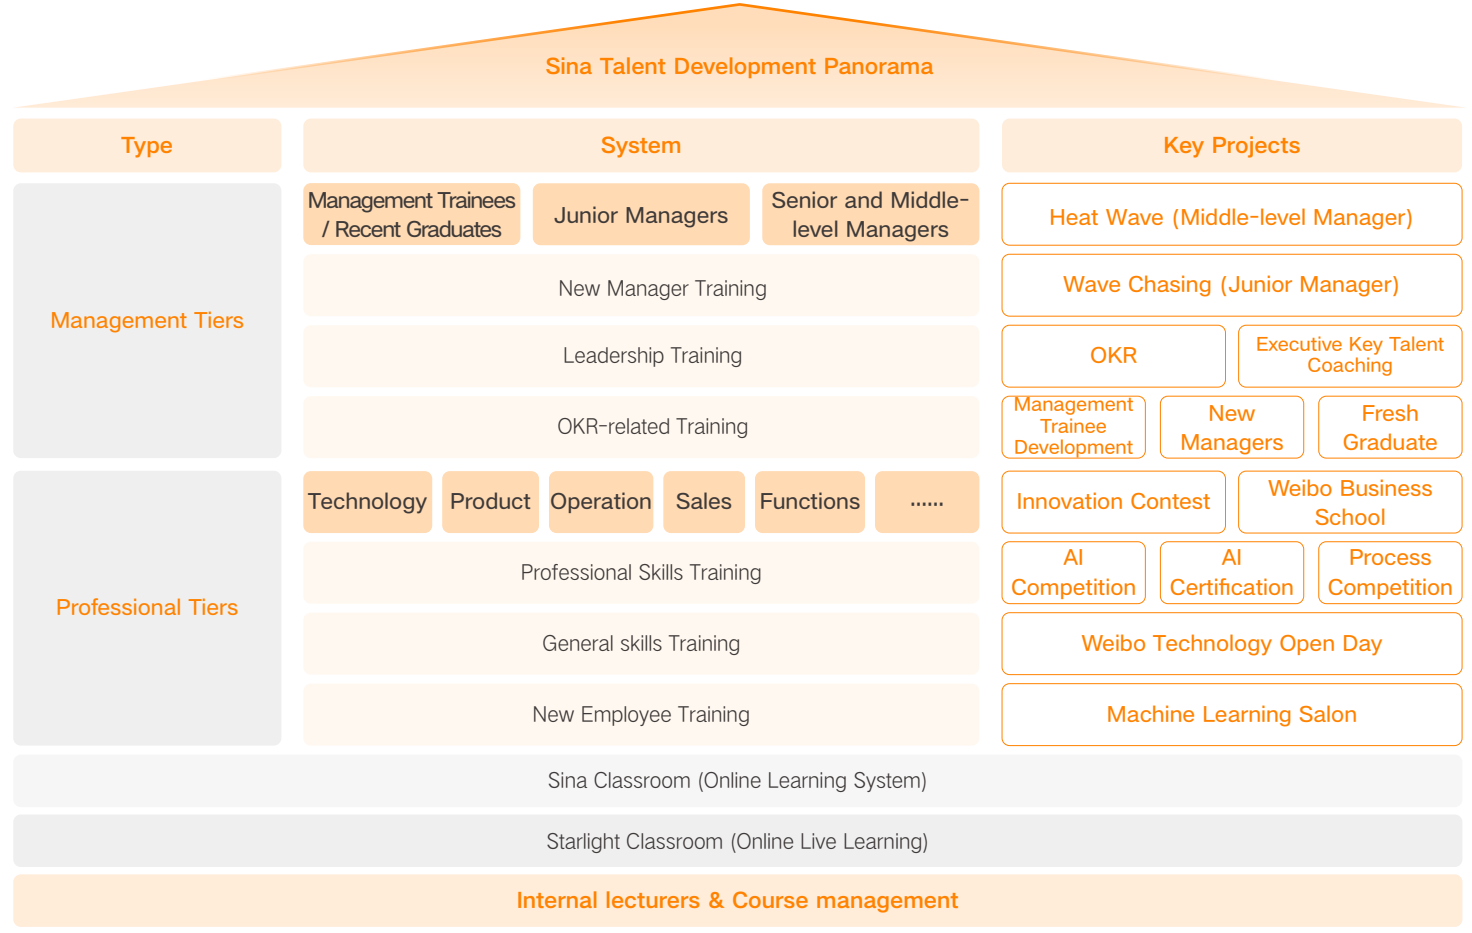 Sina Talent Development Panorama
Type
System
Key Projects
Management Tiers
Management Trainees
/ Recent Graduates
Junior Managers
Senior and Middle-
level Managers
New Manager Training
Leadership Training
OKR-related Training
Heat Wave (Middle-level Manager)
Wave Chasing (Junior Manager)
OKR
Executive Key Talent
Coaching
Management
Trainee
Development
New
Managers
Fresh
Graduate
Professional Tiers
Technology
Product
Operation
Sales
Functions
......
Professional Skills Training
General skills Training
New Employee Training
Innovation Contest
Weibo Business
School
AI
Competition
AI
Certification
Process
Competition
Weibo Technology Open Day
Machine Learning Salon
Sina Classroom (Online Learning System)
Starlight Classroom (Online Live Learning)
Internal lecturers & Course management